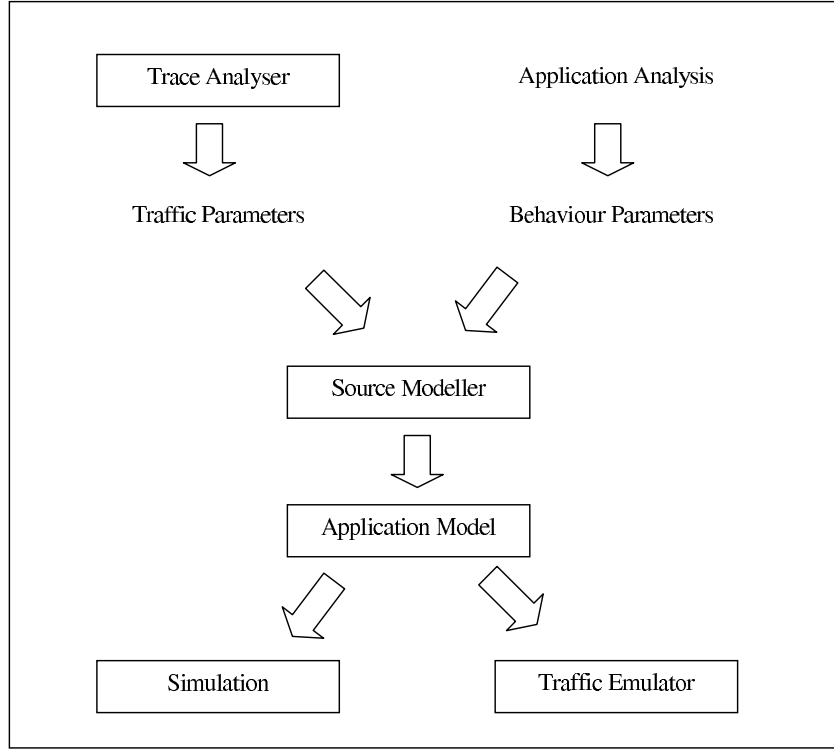 Trace Analyser
Application Analysis
Traffic Parameters
Behaviour Parameters
Source Modeller
Application Model
Simulation
Traffic Emulator